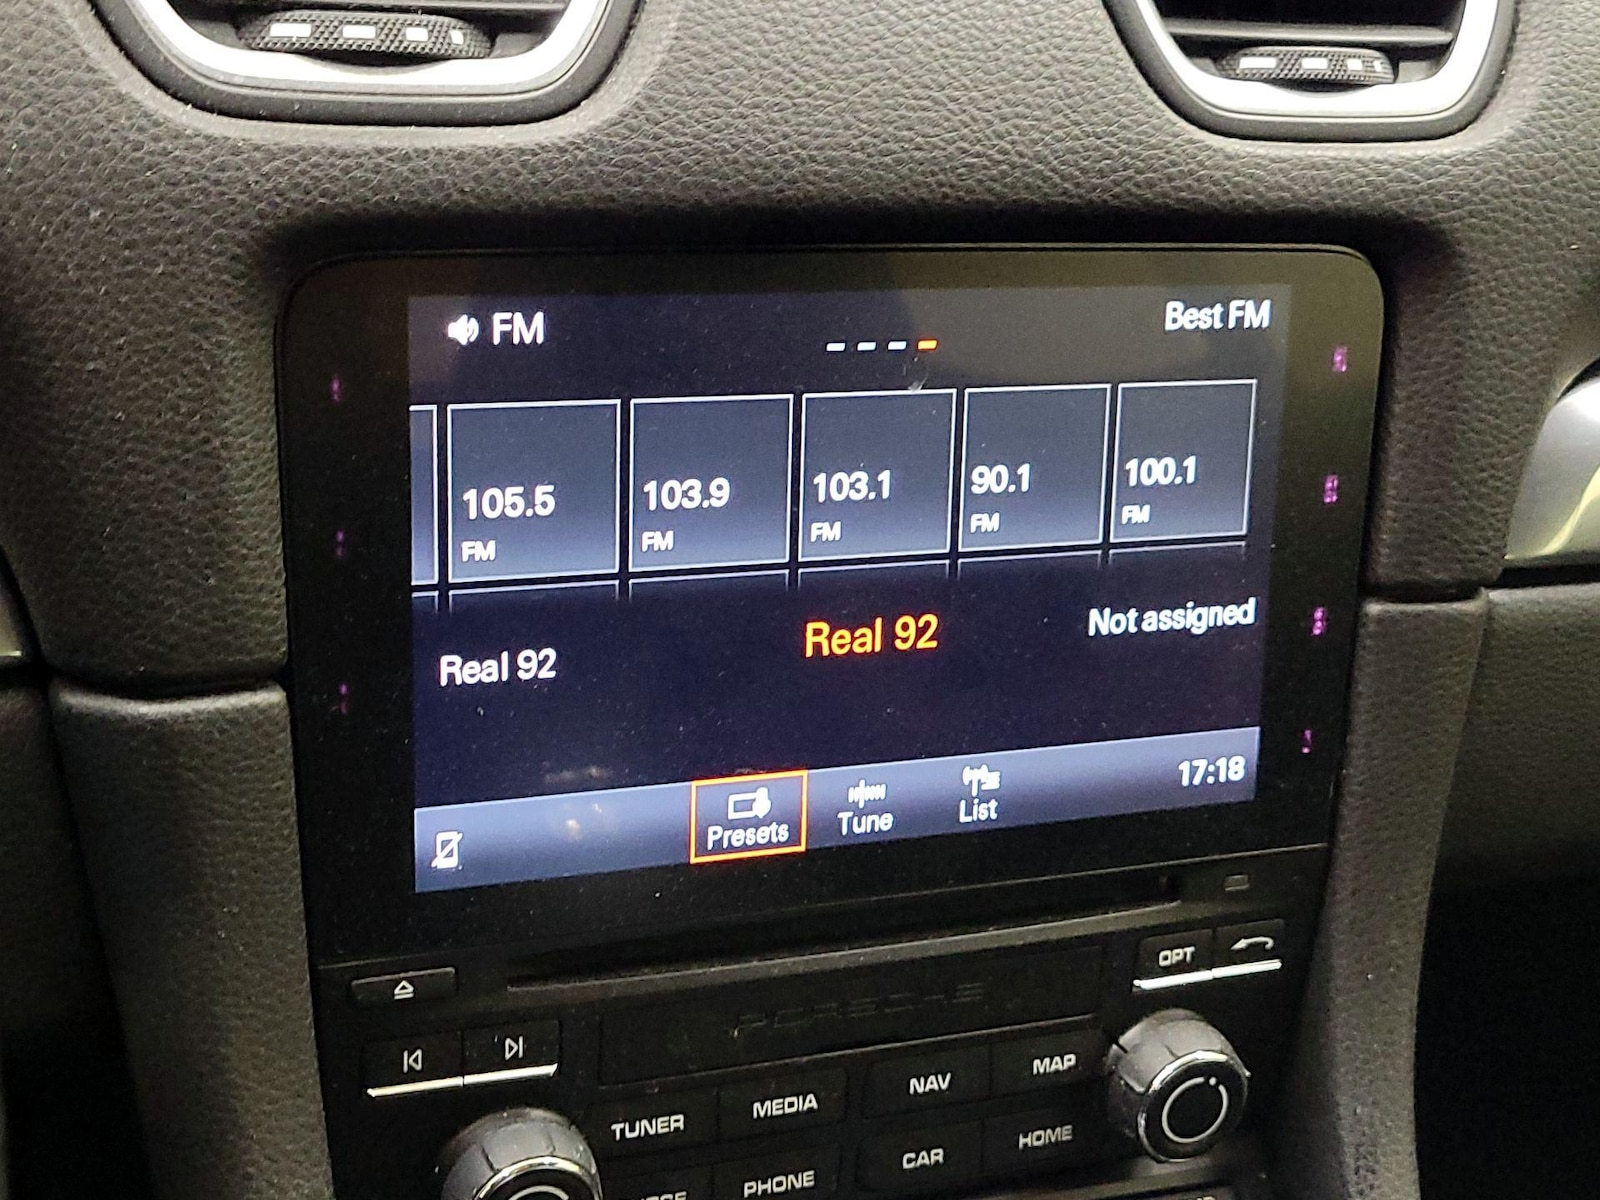 FM
Best FM
105.5
FM
103.9
FM
103.1
FM
90.1
FM
100.1
FM
Real 92
Real 92
Not assigned
Presets
Tune
List
17:18
OPT
PORSCHE
TUNER
MEDIA
NAV
MAP
PHONE
CAR
HOME